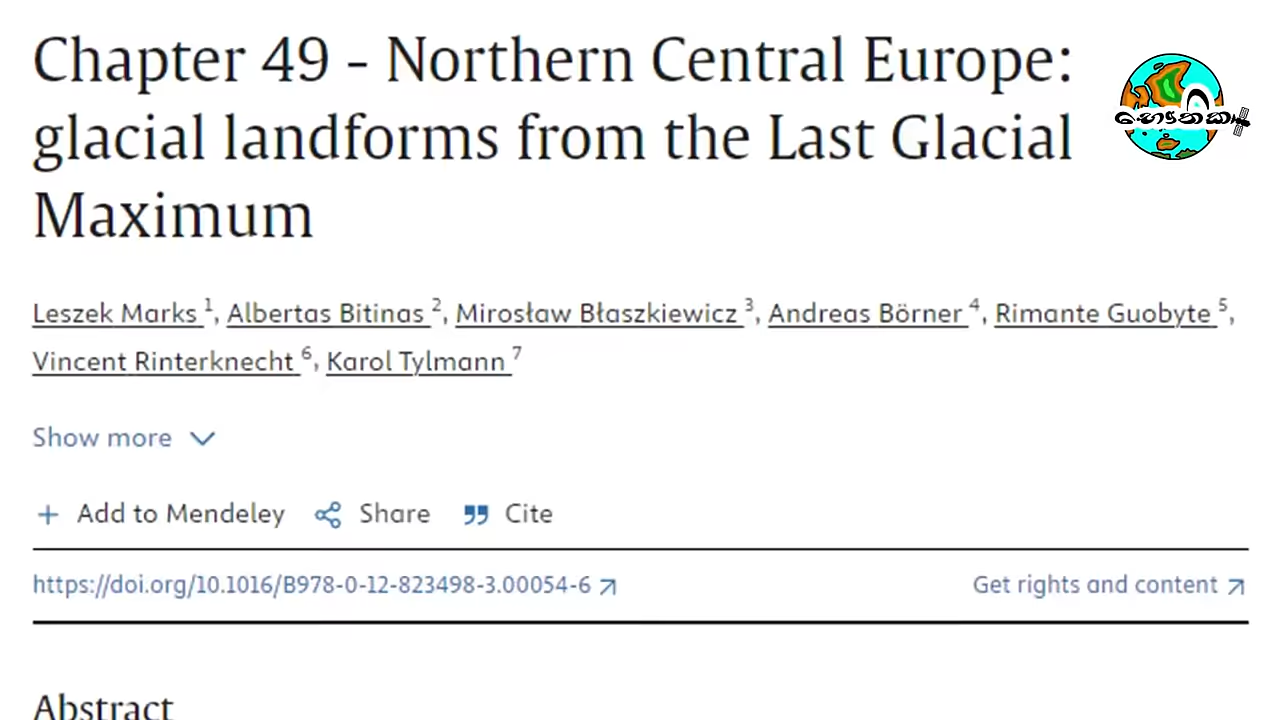 Chapter 49 - Northern Central Europe:
glacial landforms from the Last Glacial
Maximum
භෞතික
Leszek Marks 1, Albertas Bitinas 2, Mirosław Błaszkiewicz 3, Andreas Börner 4, Rimante Guobyte 5,
Vincent Rinterknecht 6, Karol Tylmann 7
Show more
Add to Mendeley Share Cite
https://doi.org/10.1016/B978-0-12-823498-3.00054-6 Get rights and content
Abstract